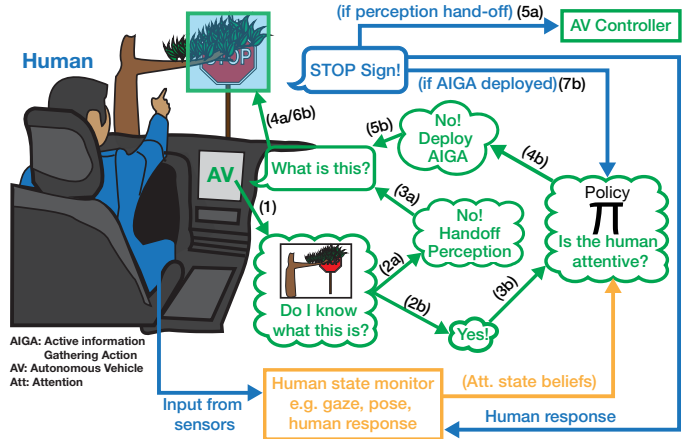 (if perception hand-off) (5a)
AV Controller
Human
STOP
STOP Sign!
(if AIGA deployed)(7b)
(4a/6b)
(5b)
No!
Deploy
AIGA
(4b)
What is this?
AV
(1)
(3a)
No!
Handoff
Perception
Policy
π
Is the human
attentive?
(2a)
Do I know
what this is?
(2b)
Yes!
(3b)
AIGA: Active information
Gathering Action
AV: Autonomous Vehicle
Att: Attention
Input from
sensors
Human state monitor
e.g. gaze, pose,
human response
(Att. state beliefs)
Human response